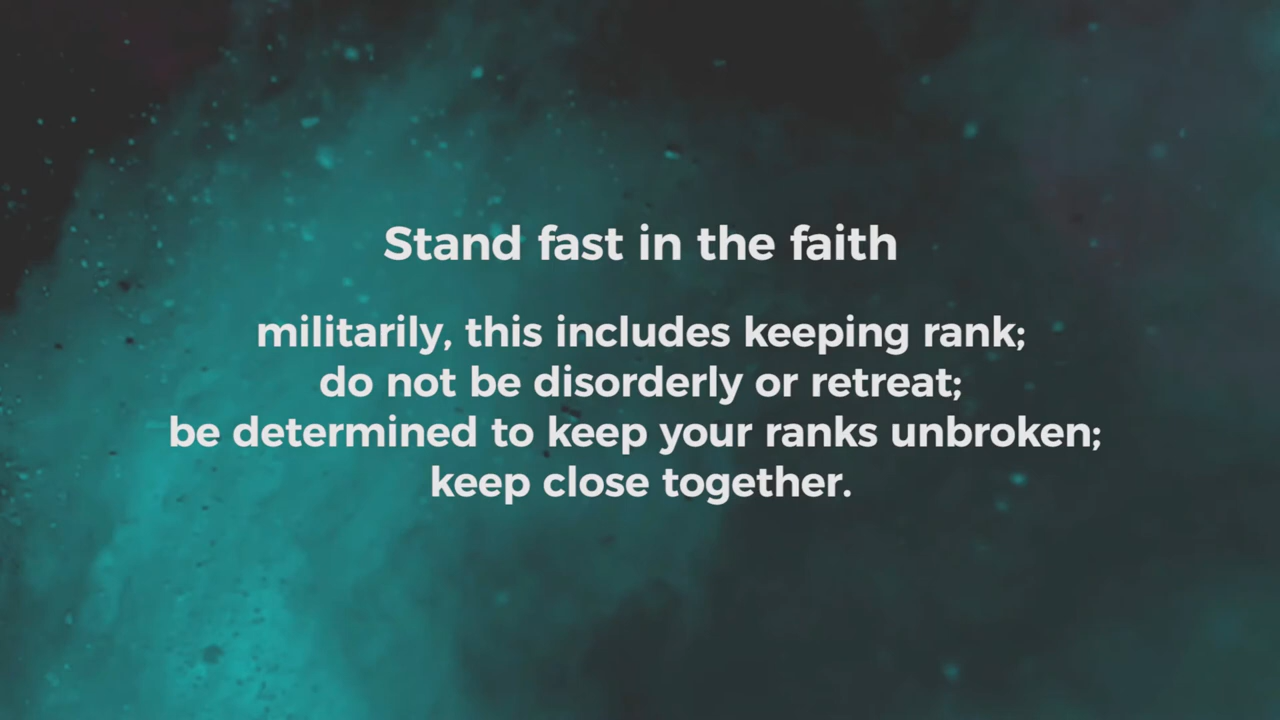 Stand fast in the faith
militarily, this includes keeping rank;
do not be disorderly or retreat;
be determined to keep your ranks unbroken;
keep close together.